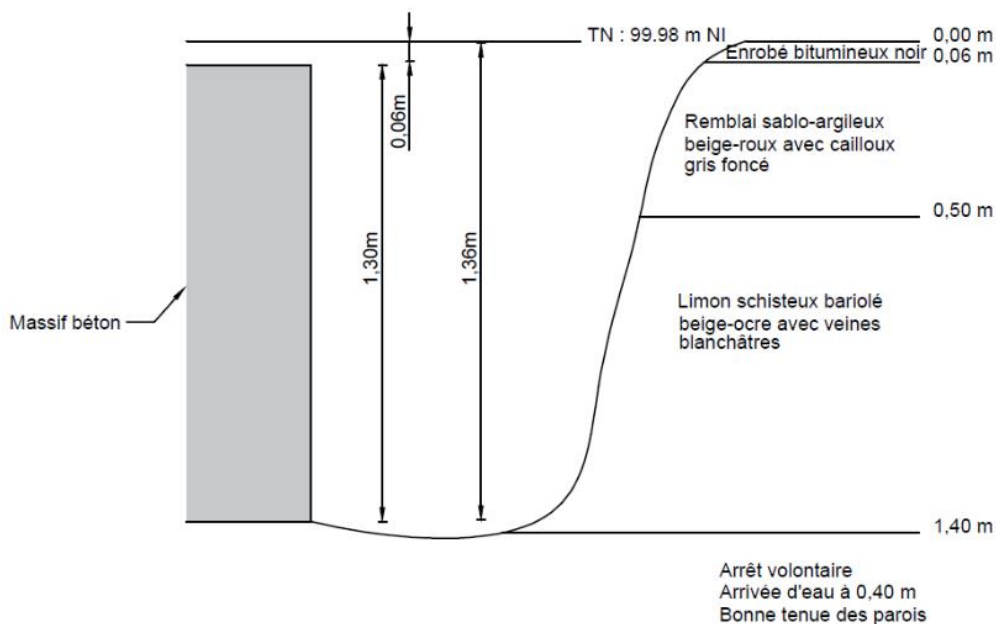 TN : 99.98 m NI
0,00 m
Enrobé bitumineux noir
0,06 m
0,06m
Remblai sablo-argileux
beige-roux avec cailloux
gris foncé
0,50 m
1,30m
1,36m
Massif béton
Limon schisteux bariolé
beige-ocre avec veines
blanchâtres
1,40 m
Arrêt volontaire
Arrivée d'eau à 0,40 m
Bonne tenue des parois